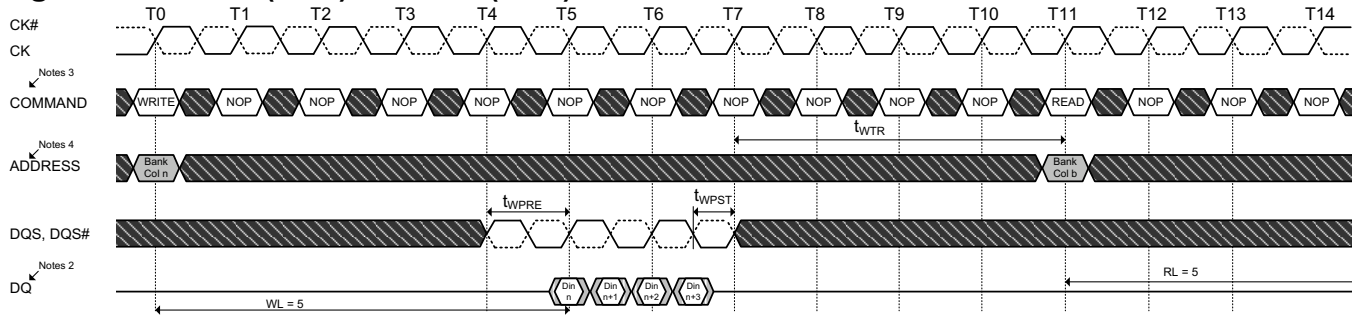 T0 T1 T2 T3 T4 T5 T6 T7 T8 T9 T10 T11 T12 T13 T14
CK#
CK
Notes 3
COMMAND WRITE NOP NOP NOP NOP NOP NOP NOP NOP NOP NOP READ NOP NOP NOP
tWTR
Notes 4
ADDRESS
Bank
Col n
Bank
Col b
tWPRE
tWPST
DQS, DQS#
Notes 2
DQ
Din
n
Din
n+1
Din
n+2
Din
n+3
RL = 5
WL = 5